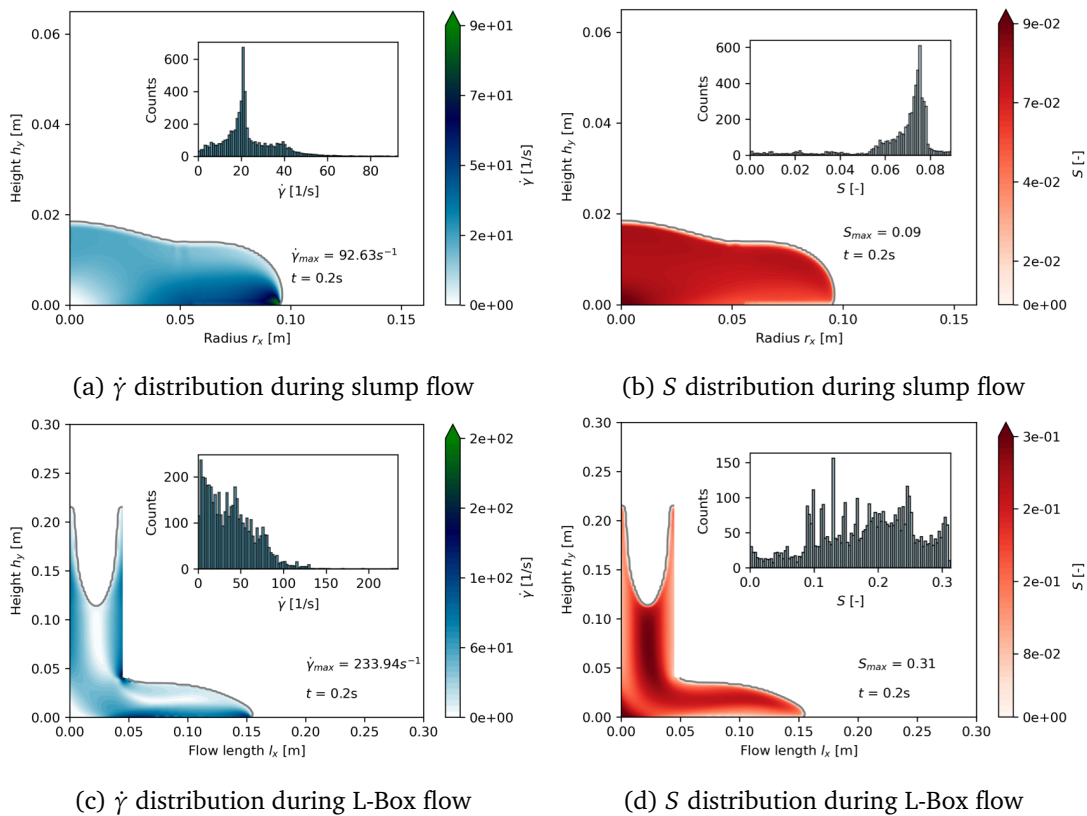 0.06
0.04
0.02
0.00
Height h_y [m]
0.00
0.05
0.10
0.15
Radius r_x [m]
Counts
600
400
200
0
0
20
40
60
80
γ̇ [1/s]
γ̇_max = 92.63s⁻¹
t = 0.2s
9e+01
7e+01
5e+01
2e+01
0e+00
γ̇ [1/s]
0.06
0.04
0.02
0.00
Height h_y [m]
0.00
0.05
0.10
0.15
Radius r_x [m]
Counts
600
400
200
0
0.00
0.02
0.04
0.06
0.08
S [-]
S_max = 0.09
t = 0.2s
9e-02
7e-02
4e-02
2e-02
0e+00
S [-]
(a) γ̇ distribution during slump flow
(b) S distribution during slump flow
0.30
0.25
0.20
0.15
0.10
0.05
0.00
Height h_y [m]
0.00
0.05
0.10
0.15
0.20
0.25
0.30
Flow length l_x [m]
Counts
200
100
0
0
50
100
150
200
γ̇ [1/s]
γ̇_max = 233.94s⁻¹
t = 0.2s
2e+02
2e+02
1e+02
6e+01
0e+00
γ̇ [1/s]
0.30
0.25
0.20
0.15
0.10
0.05
0.00
Height h_y [m]
0.00
0.05
0.10
0.15
0.20
0.25
0.30
Flow length l_x [m]
Counts
150
100
50
0
0.0
0.1
0.2
0.3
S [-]
S_max = 0.31
t = 0.2s
3e-01
2e-01
2e-01
8e-02
0e+00
S [-]
(c) γ̇ distribution during L-Box flow
(d) S distribution during L-Box flow